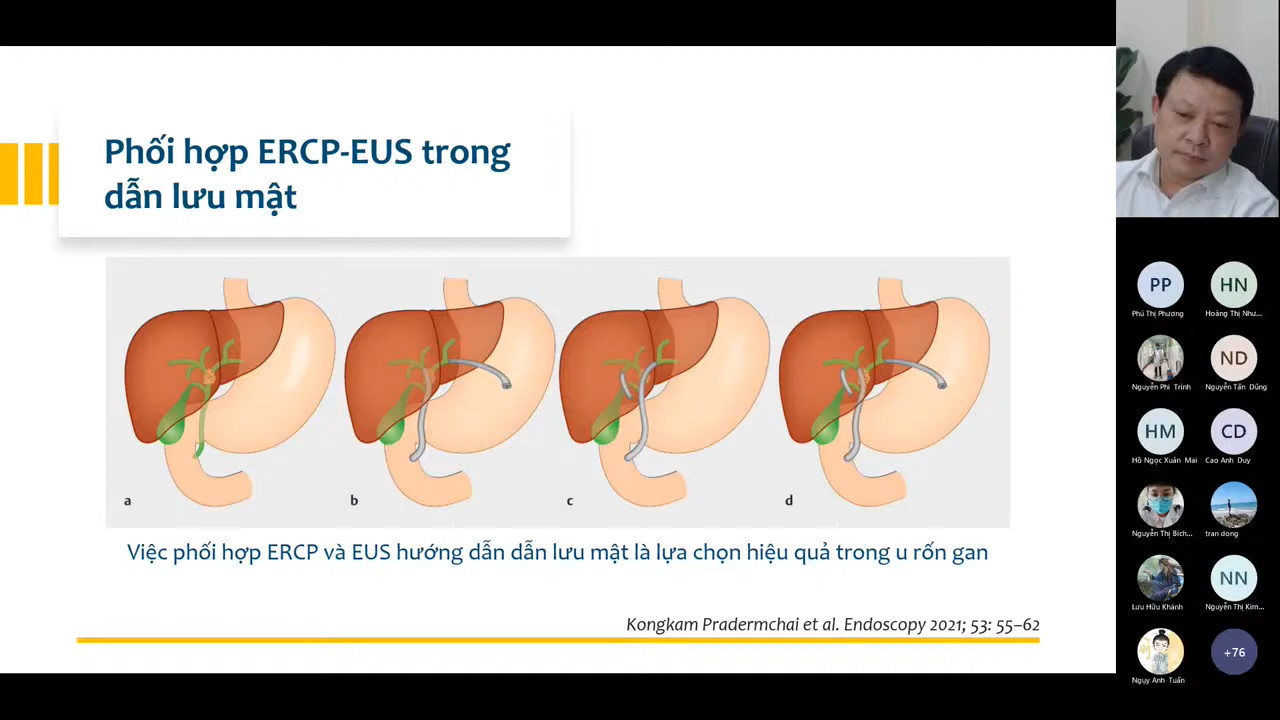 Phối hợp ERCP-EUS trong
dẫn lưu mật
a
b
c
d
Việc phối hợp ERCP và EUS hướng dẫn dẫn lưu mật là lựa chọn hiệu quả trong u rốn gan
Kongkam Pradermchai et al. Endoscopy 2021; 53: 55–62
PP
HN
Phú Thị Phương
Hoàng Thị Như...
ND
Nguyễn Phi Trình
Nguyễn Tấn Dũng
HM
CD
Hồ Ngọc Xuân Mai
Cao Anh Duy
Nguyễn Thị Bích...
tran dong
NN
Lưu Hữu Khánh
Nguyễn Thị Kim...
+76
Ngụy Anh Tuấn